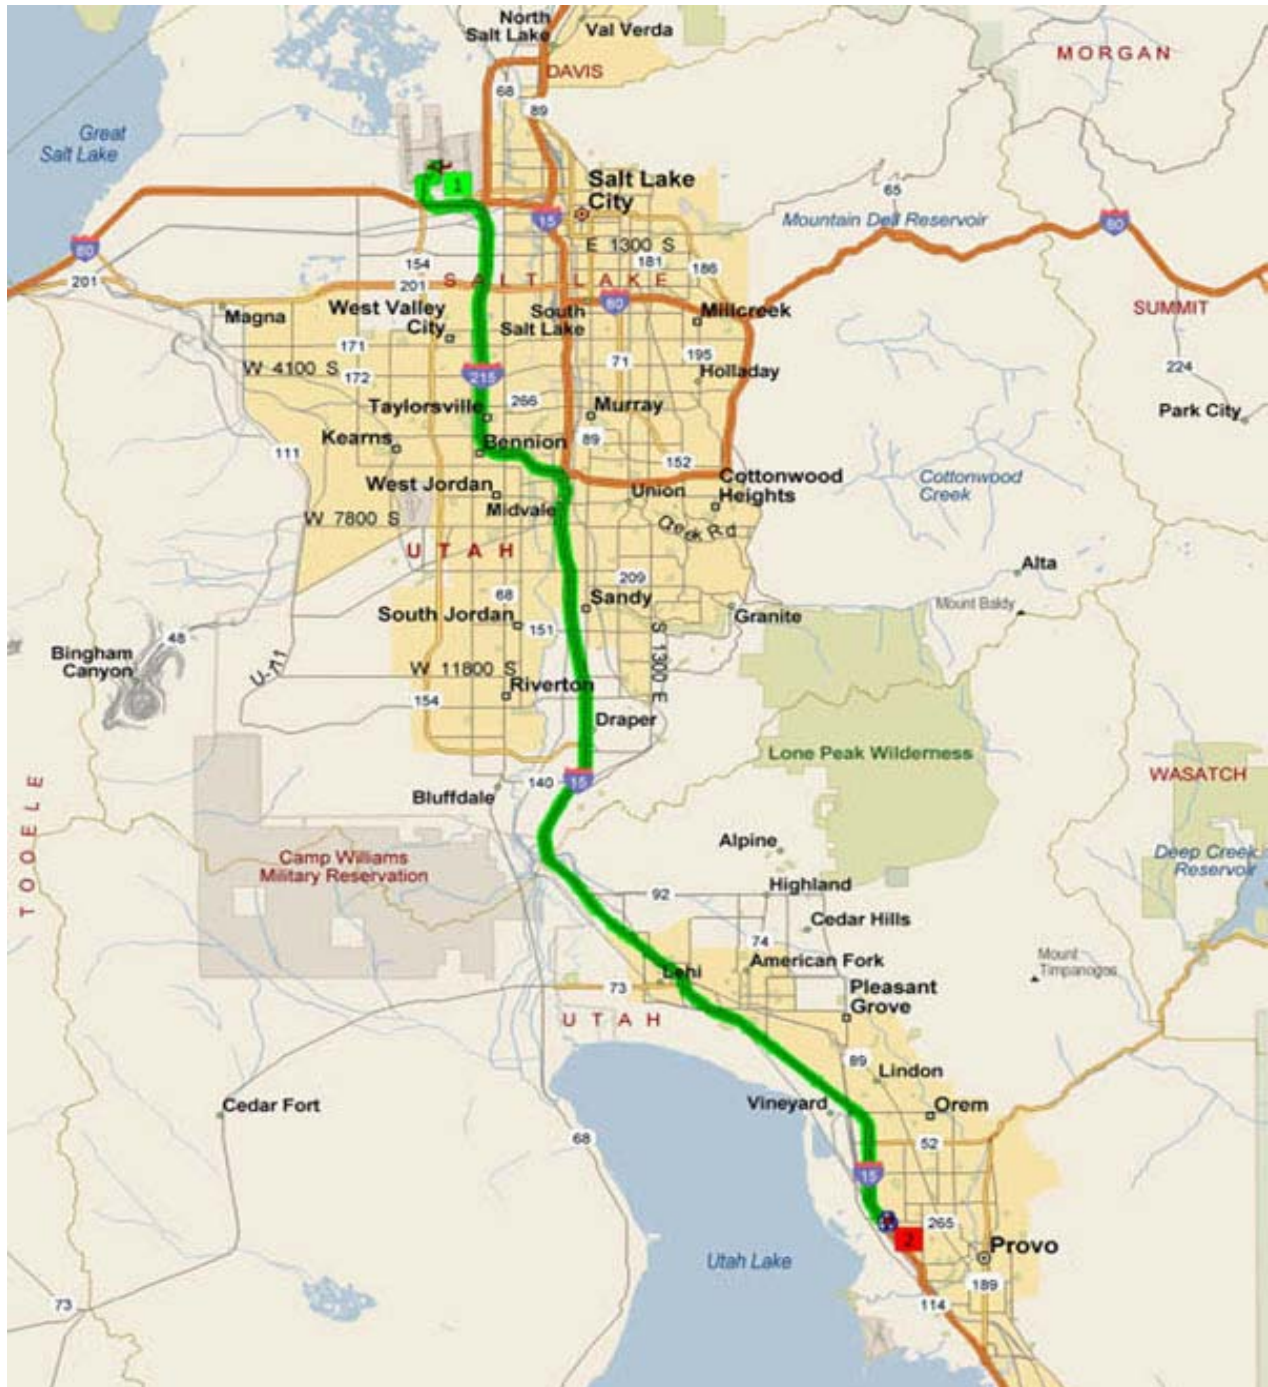 North
Salt Lake
Val Verda
DAVIS
MORGAN
68
89
Great
Salt Lake
1
Salt Lake
City
65
Mountain Dell Reservoir
15
80
80
E 1300 S
154
181
186
201
201
SALT LAKE
West Valley
City
South
Salt Lake
80
Millcreek
SUMMIT
Magna
171
W 4100 S
172
215
71
195
Holladay
224
Park City
Taylorsville
266
Murray
Kearns
Bennion
89
111
152
West Jordan
Cottonwood
Heights
Cottonwood
Creek
Midvale
Union
W 7800 S
Creek Rd
UTAH
Alta
209
68
Sandy
Mount Baldy
South Jordan
151
Granite
48
Bingham
Canyon
U-111
W 11800 S
S 1300 E
Riverton
154
Draper
Lone Peak Wilderness
WASATCH
TOOELE
140
15
Bluffdale
Alpine
Camp Williams
Military Reservation
Deep Creek
Reservoir
Highland
92
Cedar Hills
74
American Fork
Mount
Timpanogos
Lehi
73
Pleasant
Grove
UTAH
89
Lindon
Cedar Fort
Vineyard
Orem
68
52
15
265
2
Provo
Utah Lake
189
73
114